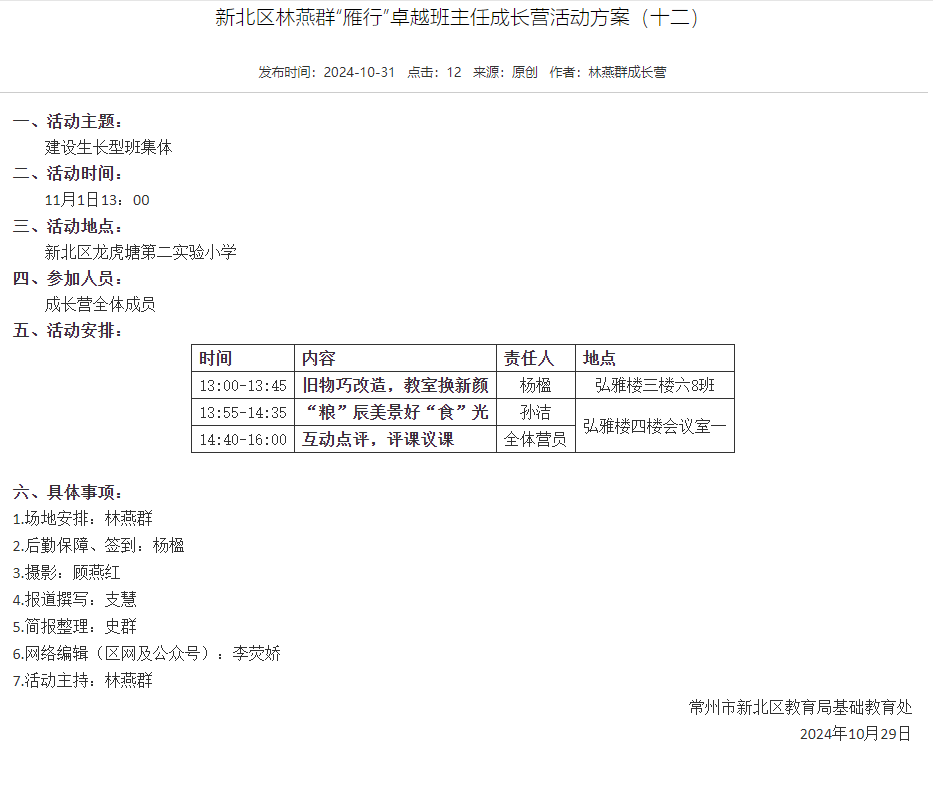 新北区林燕群“雁行”卓越班主任成长营活动方案（十二）
发布时间：2024-10-31 点击：12 来源：原创 作者：林燕群成长营
一、活动主题：
建设生长型班集体
二、活动时间：
11月1日13：00
三、活动地点：
新北区龙虎塘第二实验小学
四、参加人员：
成长营全体成员
五、活动安排：
时间 内容 责任人 地点
13:00-13:45 旧物巧改造，教室换新颜 杨楹 弘雅楼三楼六8班
13:55-14:35 “粮”辰美景好“食”光 孙洁 弘雅楼四楼会议室一
14:40-16:00 互动点评，评课议课 全体营员
六、具体事项：
1.场地安排：林燕群
2.后勤保障、签到：杨楹
3.摄影：顾燕红
4.报道撰写：支慧
5.简报整理：史群
6.网络编辑（区网及公众号）：李荧娇
7.活动主持：林燕群
常州市新北区教育局基础教育处
2024年10月29日